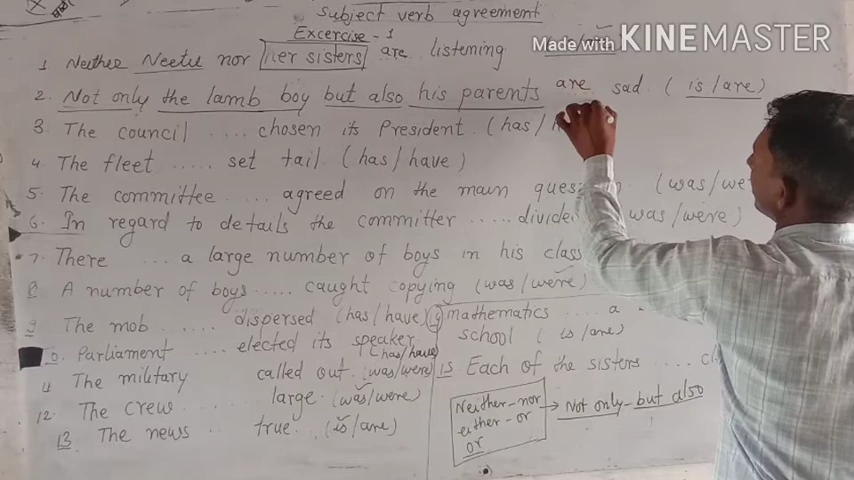 Subject verb agreement
Excercise - 1
1 Neither Neetu nor her sisters are listening
Made with KINEMASTER
2. Not only the lamb boy but also his parents are sad. ( is/are )
3 The council .... chosen its President. ( has/
4 The fleet ..... set tail. ( has / have )
5. The committee ..... agreed on the main question. ( was/were
6. In regard to details the committer ..... divided was / were )
7. There ... a large number of boys in his class
8 A number of boys ..... caught copying ( was / were )
9 The mob ...... dispersed ( has / have )
10. Parliament .... elected its speaker ( has/have
11 The military called out. ( was/were )
12. The crew large. ( was/were )
13 The news .. true. ( is / are )
14 mathematics .... a
school ( is / are )
15 Each of the sisters ....
Neither - nor
either - or
or
Not only - but also